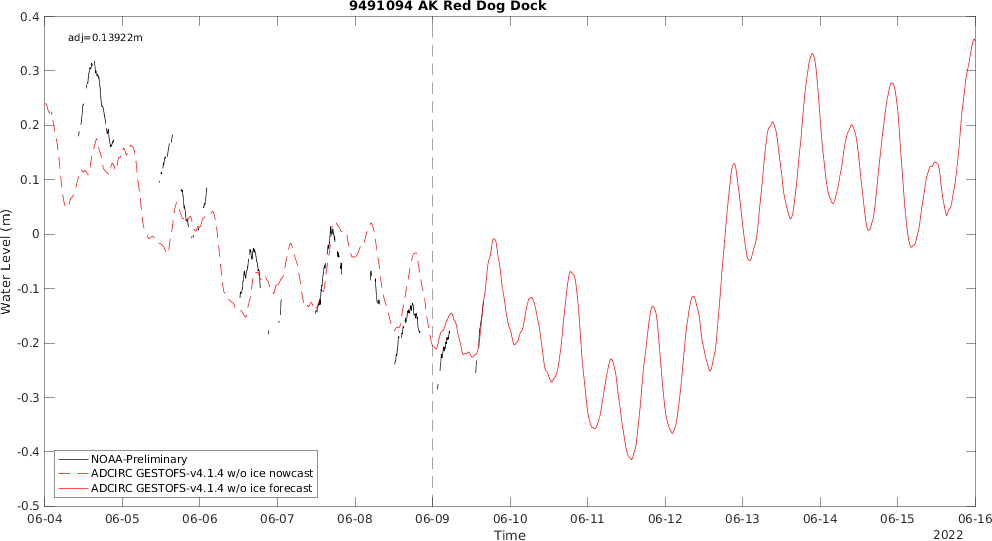 9491094 AK Red Dog Dock
adj=0.13922m
0.4
0.3
0.2
0.1
0
-0.1
-0.2
-0.3
-0.4
-0.5
Water Level (m)
NOAA-Preliminary
ADCIRC GESTOFS-v4.1.4 w/o ice nowcast
ADCIRC GESTOFS-v4.1.4 w/o ice forecast
06-04 06-05 06-06 06-07 06-08 06-09 06-10 06-11 06-12 06-13 06-14 06-15 06-16
Time
2022